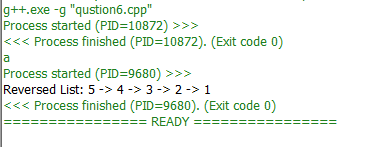 g++.exe -g "qustion6.cpp"
Process started (PID=10872) >>>
<<< Process finished (PID=10872). (Exit code 0)
a
Process started (PID=9680) >>>
Reversed List: 5 -> 4 -> 3 -> 2 -> 1
<<< Process finished (PID=9680). (Exit code 0)
================ READY ================